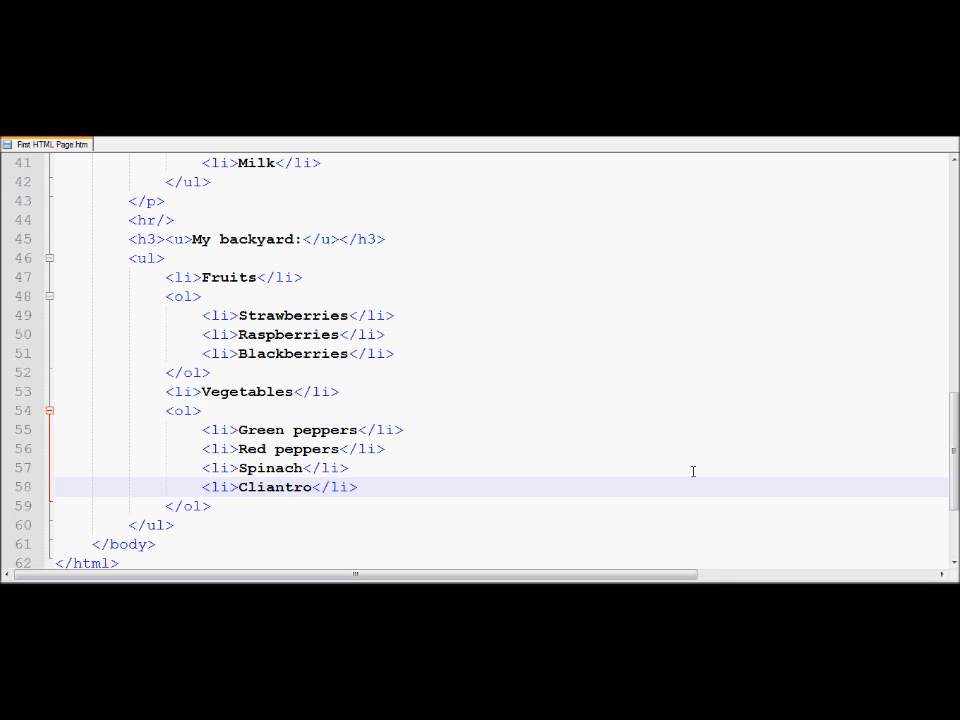 First HTML Page.htm
41 <li>Milk</li>
42 </ul>
43 </p>
44 <hr/>
45 <h3><u>My backyard:</u></h3>
46 <ul>
47 <li>Fruits</li>
48 <ol>
49 <li>Strawberries</li>
50 <li>Raspberries</li>
51 <li>Blackberries</li>
52 </ol>
53 <li>Vegetables</li>
54 <ol>
55 <li>Green peppers</li>
56 <li>Red peppers</li>
57 <li>Spinach</li>
58 <li>Cliantro</li>
59 </ol>
60 </ul>
61 </body>
62 </html>